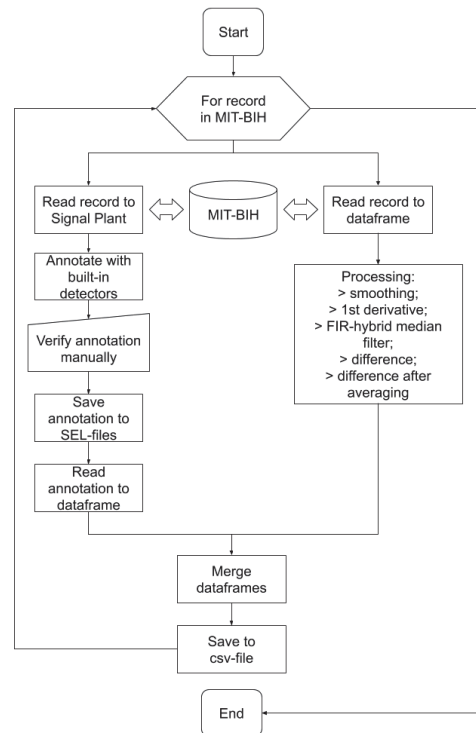 Start
For record
in MIT-BIH
Read record to
Signal Plant
MIT-BIH
Read record to
dataframe
Annotate with
built-in
detectors
Processing:
> smoothing;
> 1st derivative;
> FIR-hybrid median
filter;
> difference;
> difference after
averaging
Verify annotation
manually
Save
annotation to
SEL-files
Read
annotation to
dataframe
Merge
dataframes
Save to
csv-file
End